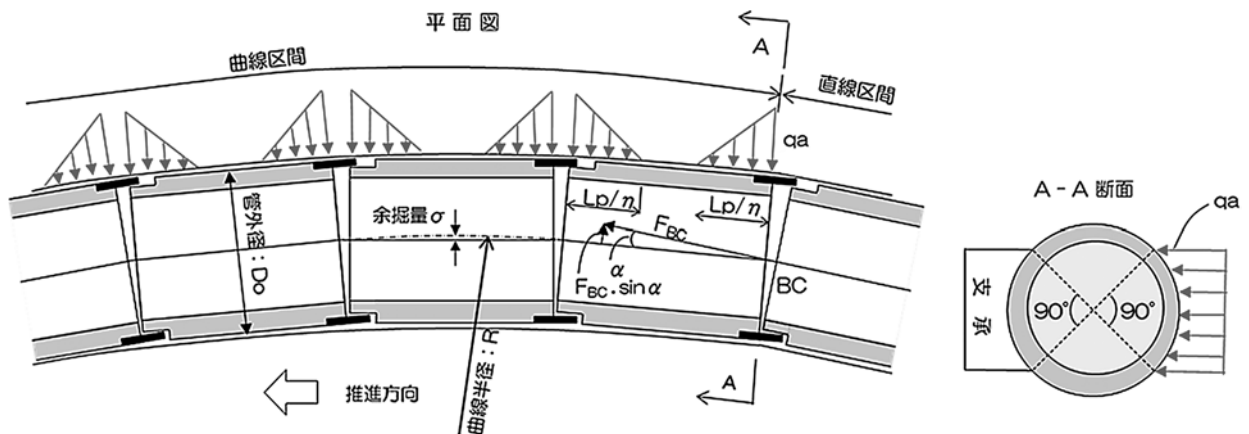 平面図
A
曲線区間
直線区間
qa
A-A 断面
qa
Lp/η
Lp/η
余掘量σ
F_BC
管外径:Do
α
BC
F_BC・sinα
支承
90°
90°
曲線半径:R
A
推進方向